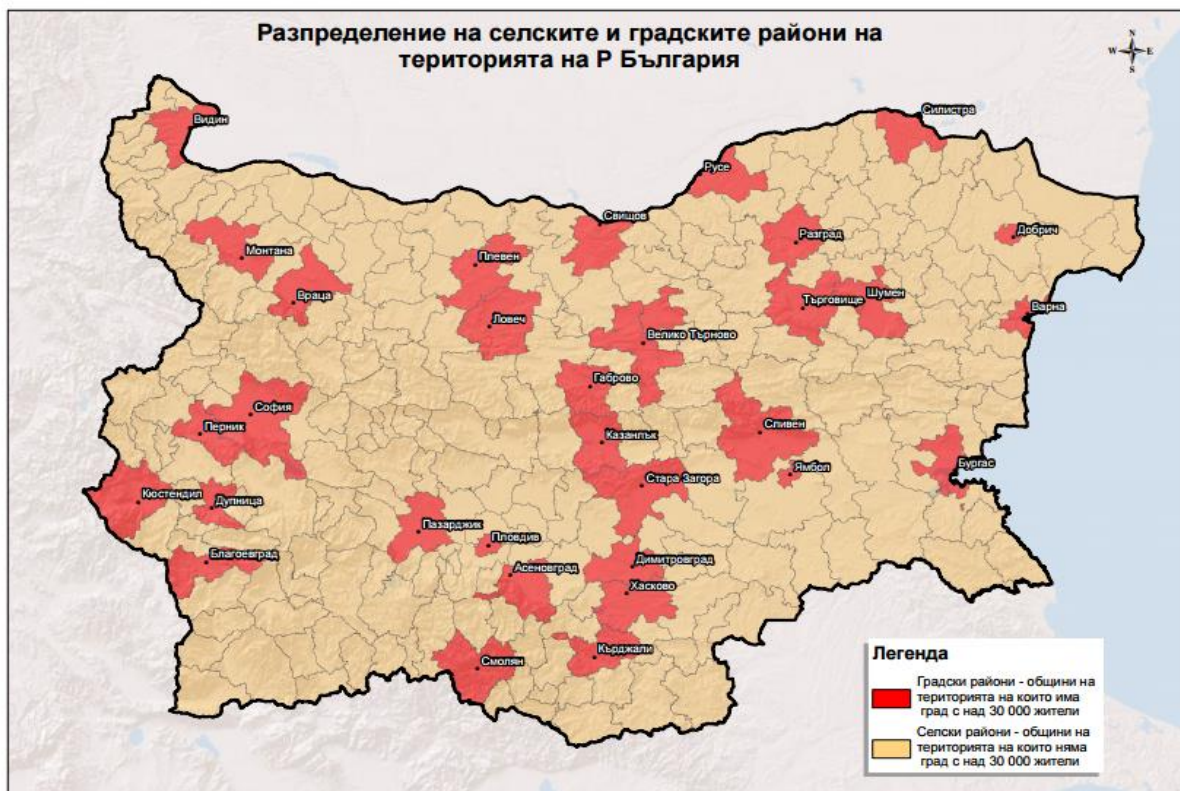 Разпределение на селските и градските райони на
територията на Р България
N
W E
S
Видин
Силистра
Русе
Свищов
Добрич
Разград
Монтана
Плевен
Враца
Търговище
Шумен
Варна
Ловеч
Велико Търново
Габрово
София
Перник
Казанлък
Сливен
Ямбол
Бургас
Стара Загора
Кюстендил
Дупница
Пазарджик
Пловдив
Благоевград
Асеновград
Димитровград
Хасково
Смолян
Кърджали
Легенда
Градски райони - общини на
територията на които има
град с над 30 000 жители
Селски райони - общини на
територията на които няма
град с над 30 000 жители